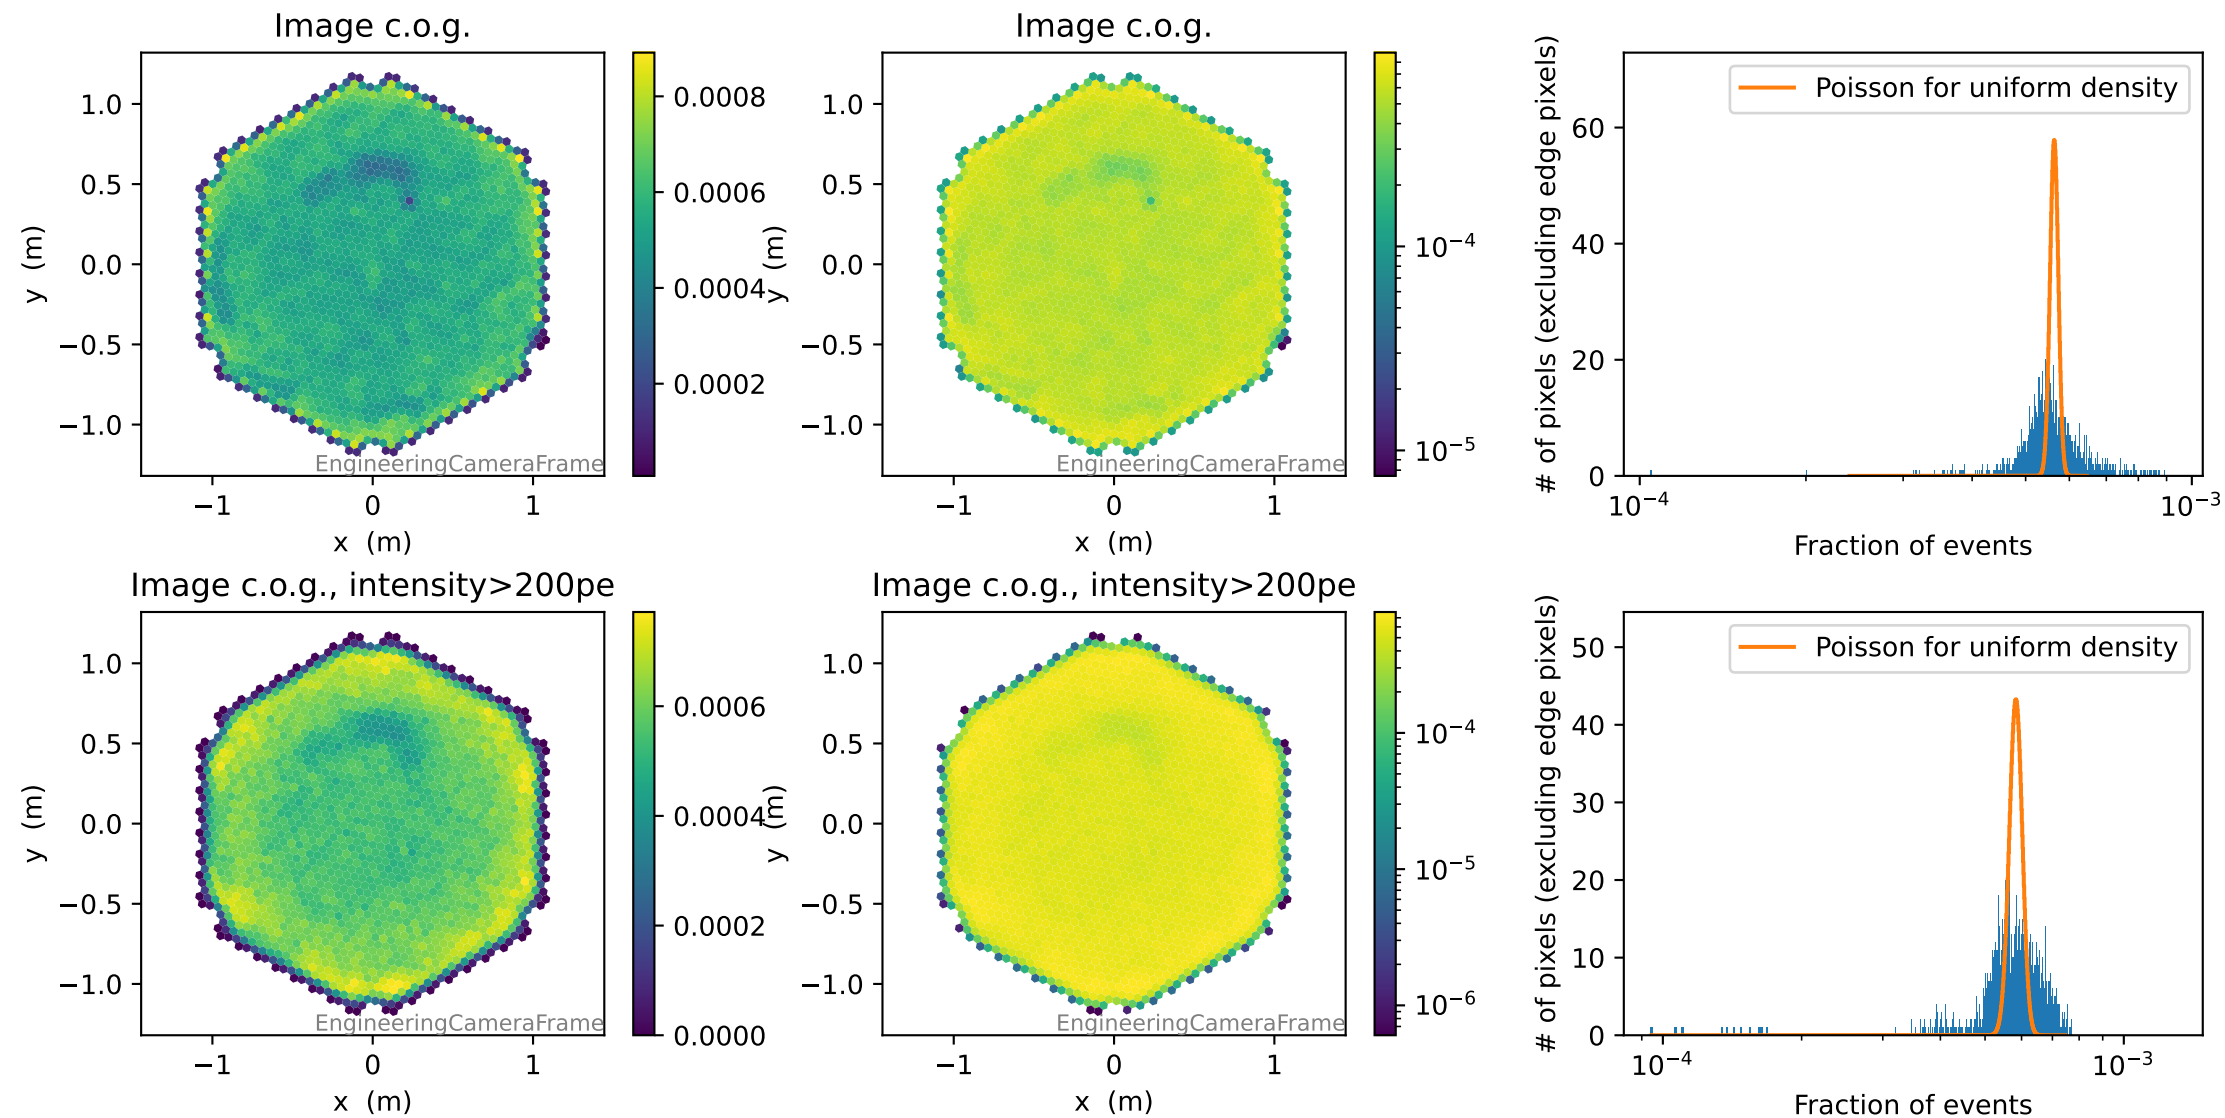 Image c.o.g.
y (m)
1.0
0.5
0.0
−0.5
−1.0
−1
0
1
x (m)
EngineeringCameraFrame
0.0008
0.0006
0.0004
0.0002
Image c.o.g.
y (m)
1.0
0.5
0.0
−0.5
−1.0
−1
0
1
x (m)
EngineeringCameraFrame
10⁻⁴
10⁻⁵
# of pixels (excluding edge pixels)
60
40
20
0
Poisson for uniform density
10⁻⁴
10⁻³
Fraction of events
Image c.o.g., intensity>200pe
y (m)
1.0
0.5
0.0
−0.5
−1.0
−1
0
1
x (m)
EngineeringCameraFrame
0.0006
0.0004
0.0002
0.0000
Image c.o.g., intensity>200pe
y (m)
1.0
0.5
0.0
−0.5
−1.0
−1
0
1
x (m)
EngineeringCameraFrame
10⁻⁴
10⁻⁵
10⁻⁶
# of pixels (excluding edge pixels)
50
40
30
20
10
0
Poisson for uniform density
10⁻⁴
10⁻³
Fraction of events